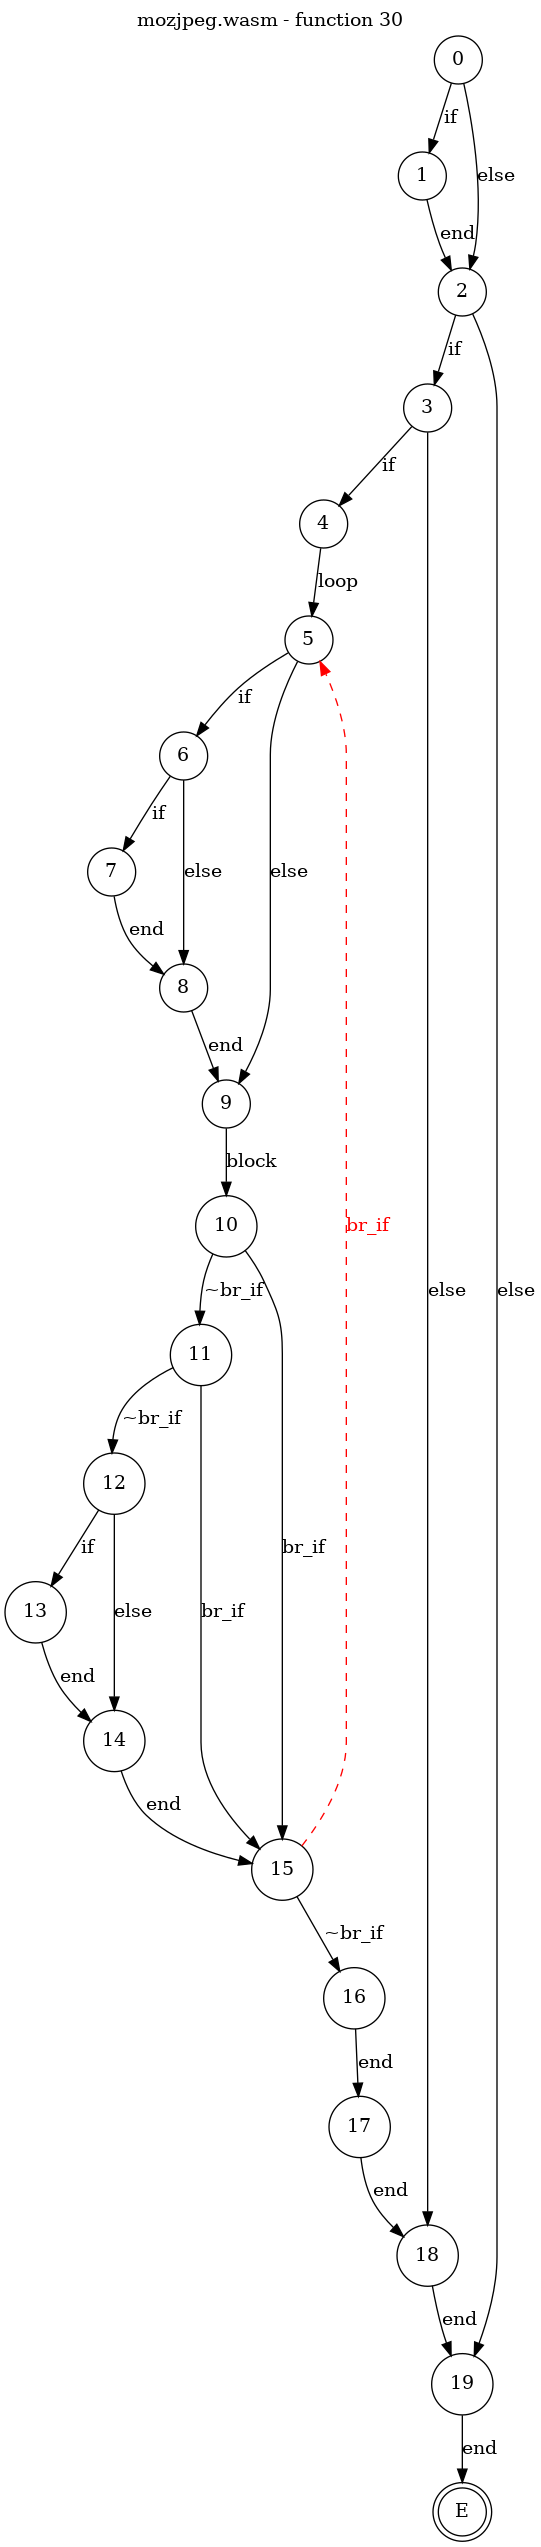 mozjpeg.wasm - function 30
0
if
else
1
end
2
if
3
if
4
loop
5
if
6
if
7
else
else
end
8
end
9
block
10
br_if
~br_if
else
else
11
~br_if
12
if
br_if
13
else
br_if
end
14
end
15
~br_if
16
end
17
end
18
end
19
end
E